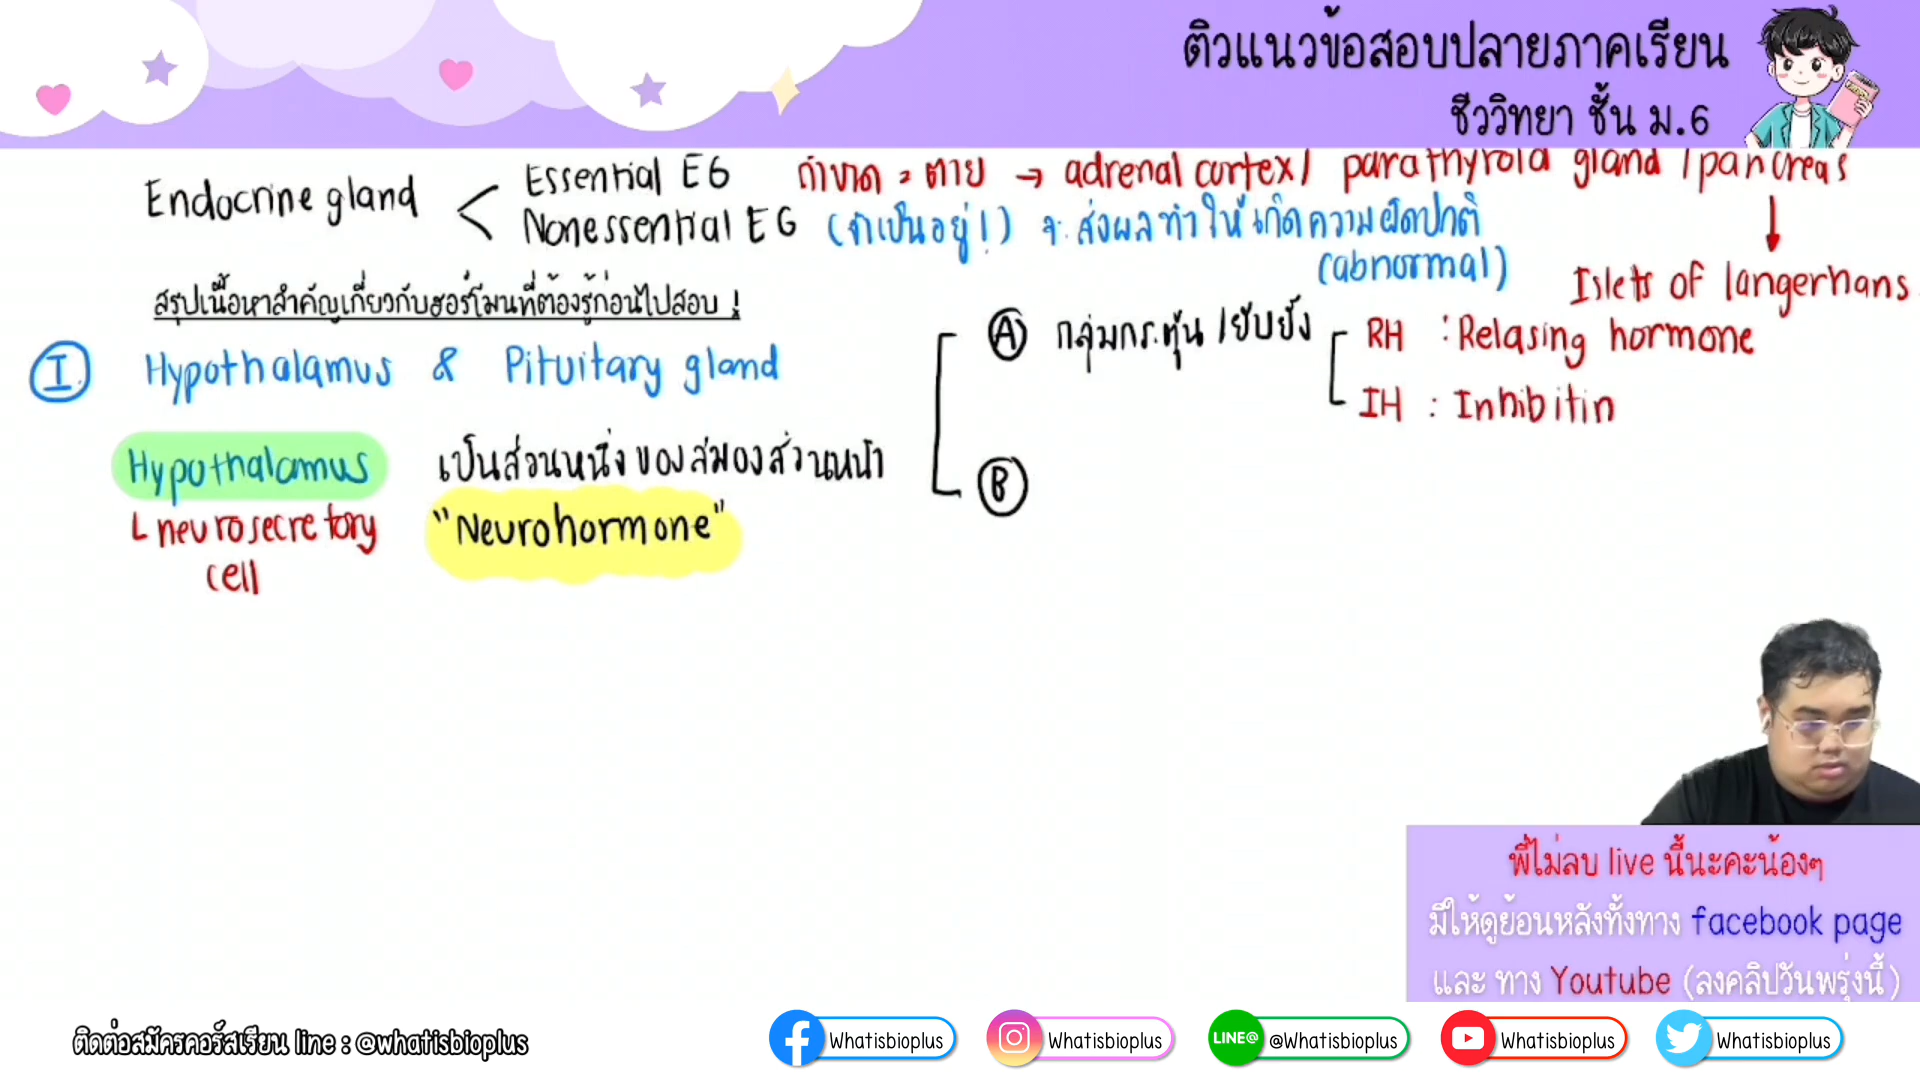 ติวแนวข้อสอบปลายภาคเรียน
ชีววิทยา ชั้น ม.6
Endocrine gland
Essential EG ถ้าขาด = ตาย → adrenal cortex / parathyroid gland / pancreas
Nonessential EG (จำเป็นอยู่!) จะส่งผลทำให้เกิดความผิดปกติ
(abnormal)
Islets of langerhans
สรุปเนื้อหาสำคัญเกี่ยวกับฮอร์โมนที่ต้องรู้ก่อนไปสอบ !
I. Hypothalamus & Pituitary gland
Hypothalamus เป็นส่วนหนึ่งของสมองส่วนหน้า
neurosecretory
cell
"Neurohormone"
A กลุ่มกระตุ้น /ยับยั้ง
RH : Relasing hormone
IH : Inhibitin
B
พี่ไม่ลบ live นี้นะคะน้องๆ
มีให้ดูย้อนหลังทั้งทาง facebook page
และ ทาง Youtube (ลงคลิปวันพรุ่งนี้)
ติดต่อสมัครคอร์สเรียน line : @whatisbioplus
Whatisbioplus
Whatisbioplus
LINE@ @Whatisbioplus
Whatisbioplus
Whatisbioplus